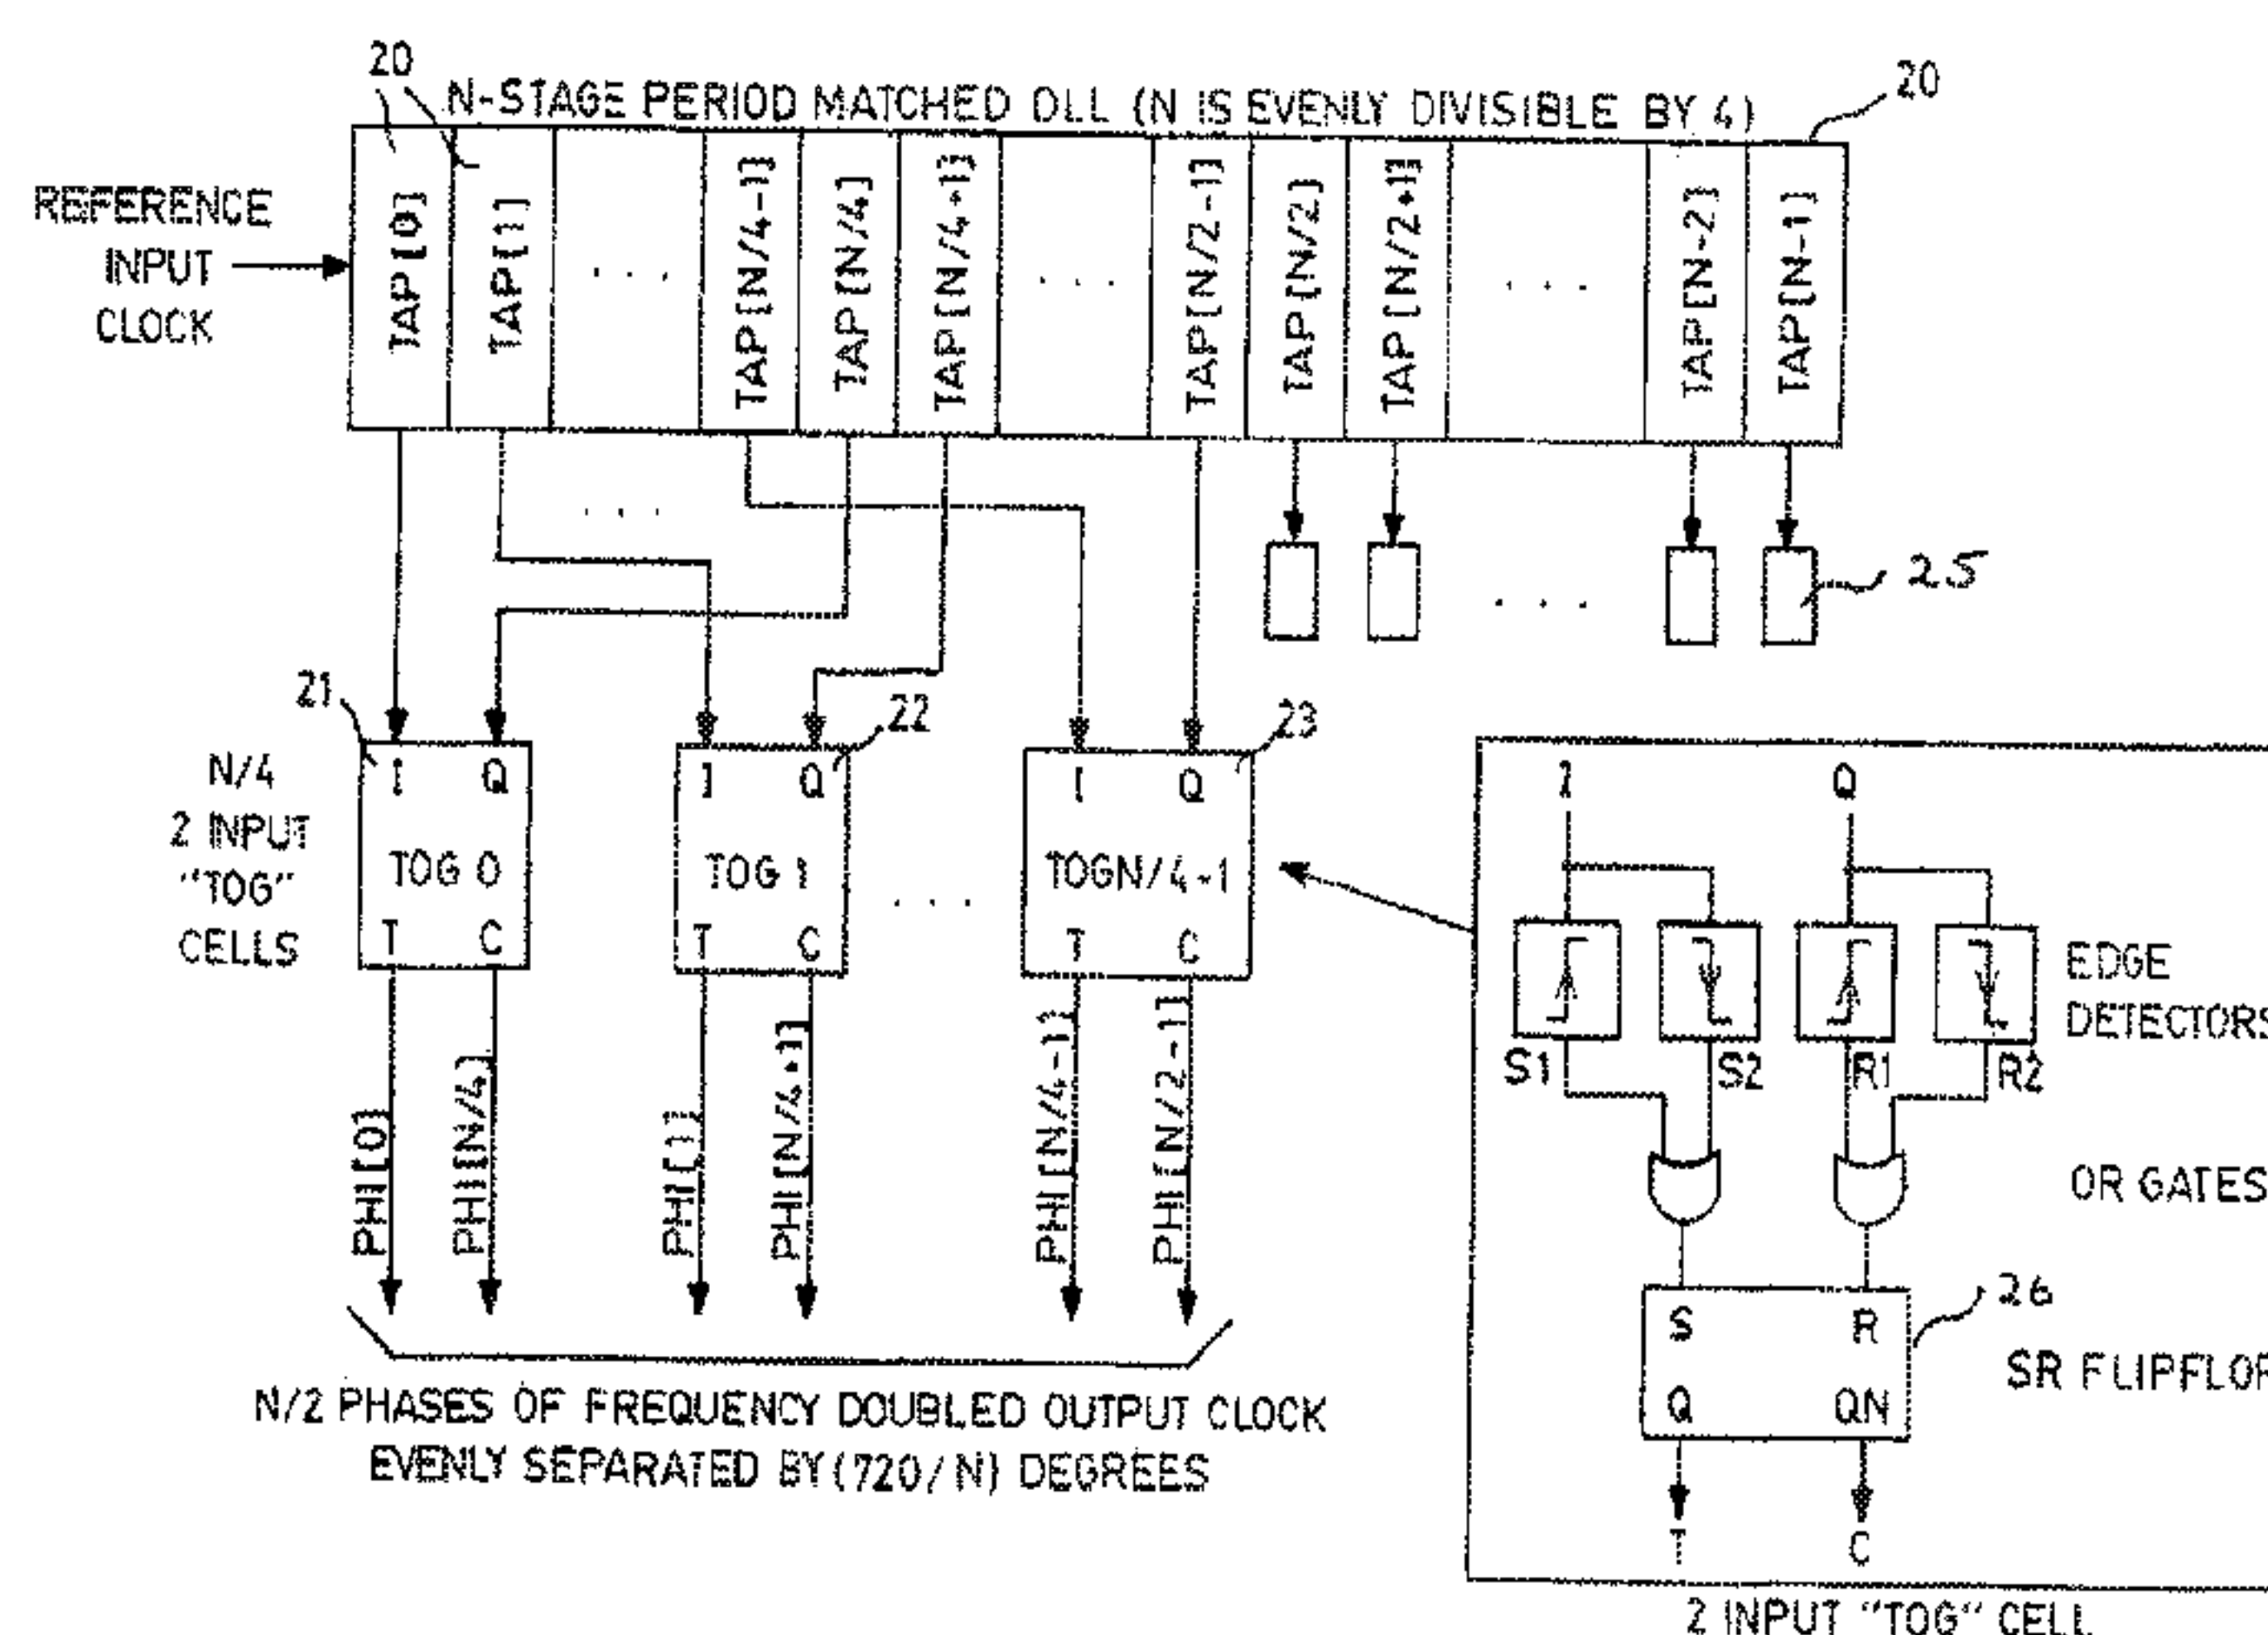 20
20
20
N-STAGE PERIOD MATCHED DLL (N IS EVENLY DIVISIBLE BY 4)
REFERENCE
INPUT
CLOCK
TAP[0]
TAP[1]
. . .
TAP[N/4-1]
TAP[N/4]
TAP[N/4+1]
. . .
TAP[N/2-1]
TAP[N/2]
TAP[N/2+1]
. . .
TAP[N-2]
TAP[N-1]
. . .
. . .
25
21
22
23
N/4
2 INPUT
"TOG"
CELLS
I Q
TOG 0
T C
I Q
TOG 1
T C
. . .
I Q
TOGN/4-1
T C
PHI[0]
PHI[N/4]
PHI[1]
PHI[N/4+1]
PHI[N/4-1]
PHI[N/2-1]
N/2 PHASES OF FREQUENCY DOUBLED OUTPUT CLOCK
EVENLY SEPARATED BY (720/N) DEGREES
I Q
EDGE
DETECTORS
S1 S2 R1 R2
OR GATES
26
S R
Q QN
SR FLIPFLOP
T C
2 INPUT "TOG" CELL